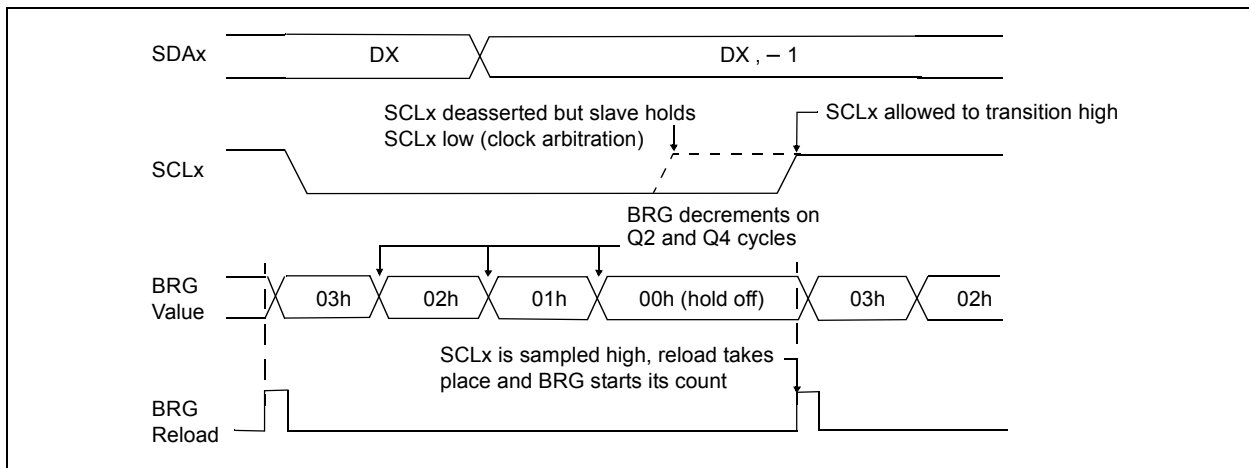 SDAx
DX
DX , – 1
SCLx deasserted but slave holds
SCLx low (clock arbitration)
SCLx allowed to transition high
SCLx
BRG decrements on
Q2 and Q4 cycles
BRG
Value
03h
02h
01h
00h (hold off)
03h
02h
SCLx is sampled high, reload takes
place and BRG starts its count
BRG
Reload